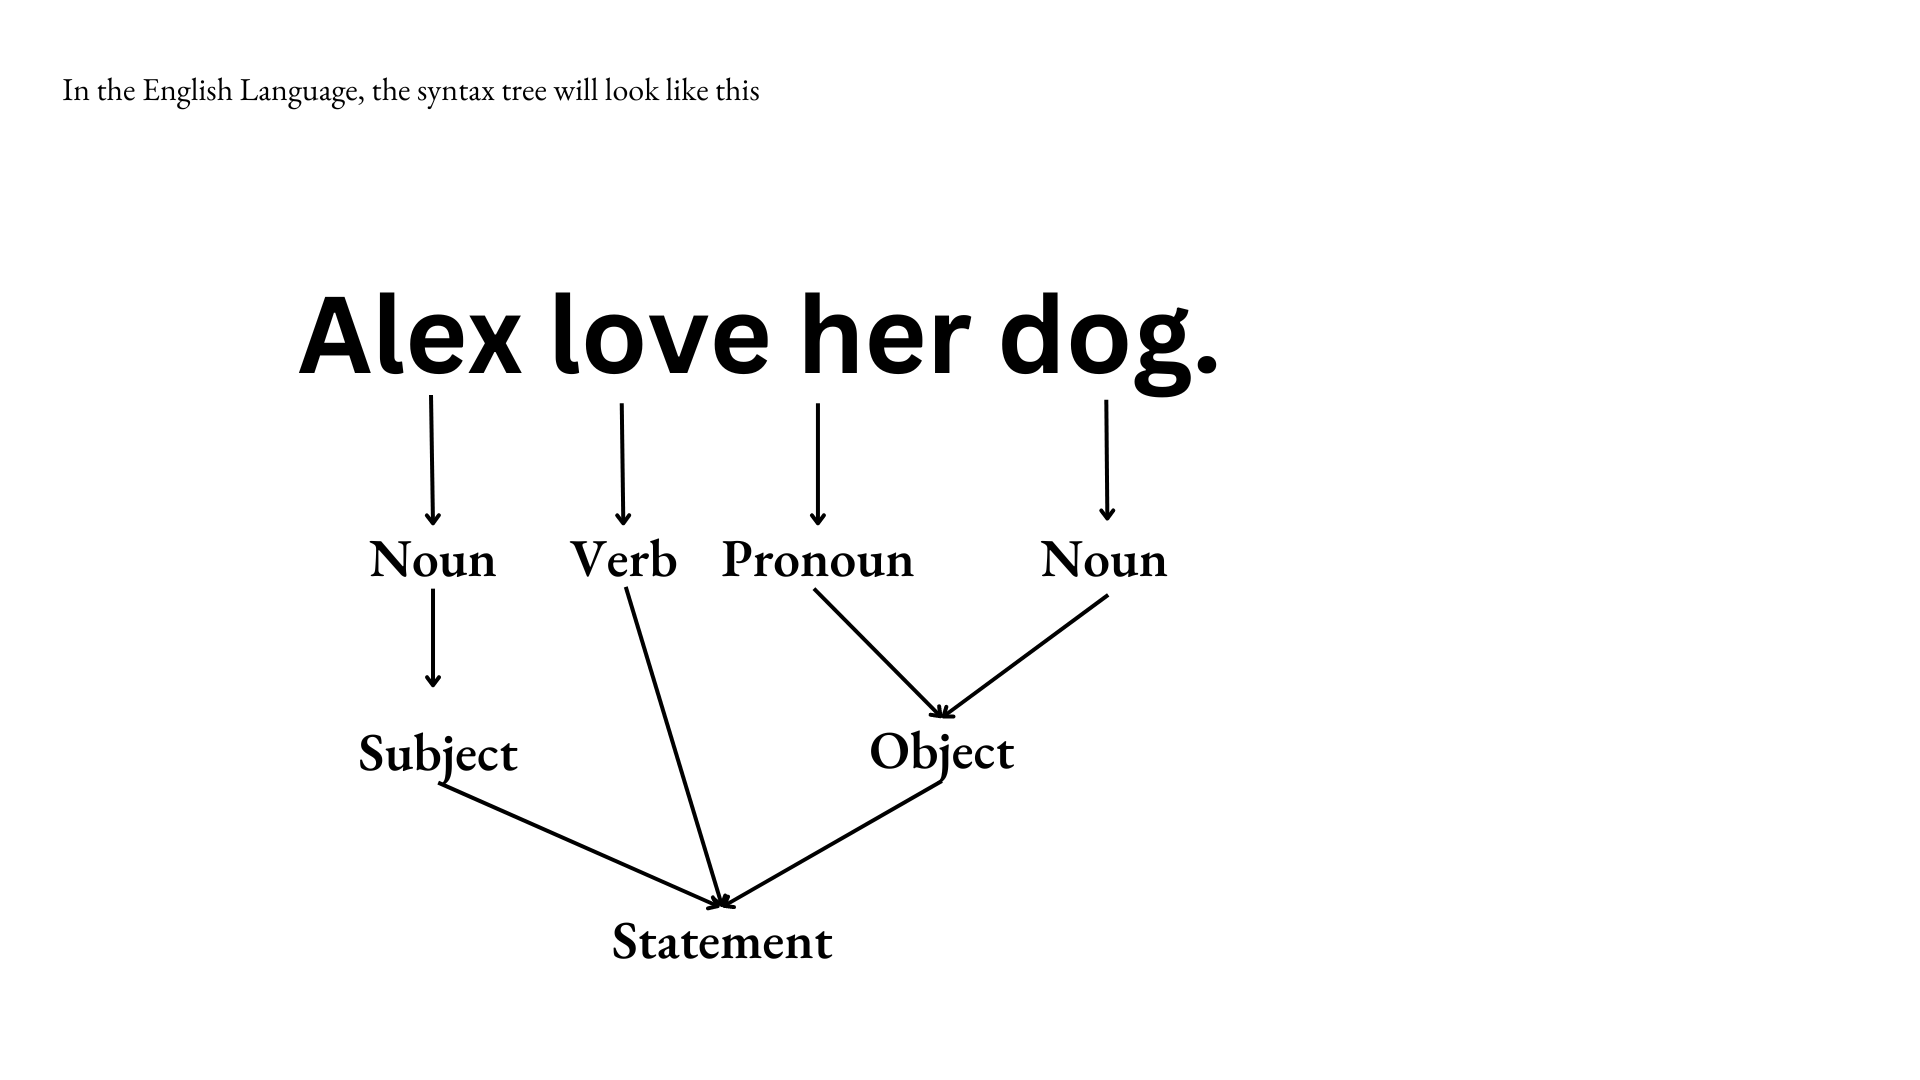 In the English Language, the syntax tree will look like this
Alex love her dog.
Noun Verb Pronoun Noun
Subject Object
Statement